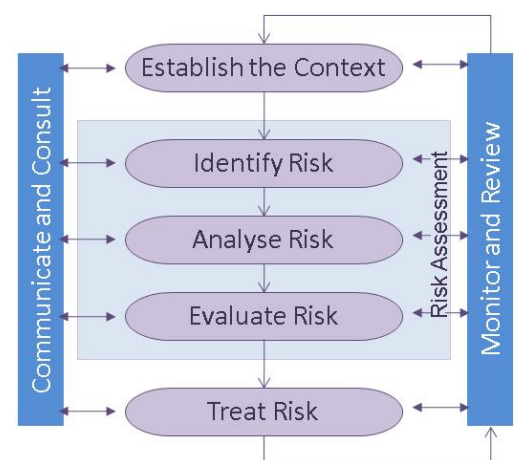 Establish the Context
Communicate and Consult
Identify Risk
Analyse Risk
Evaluate Risk
Risk Assessment
Monitor and Review
Treat Risk